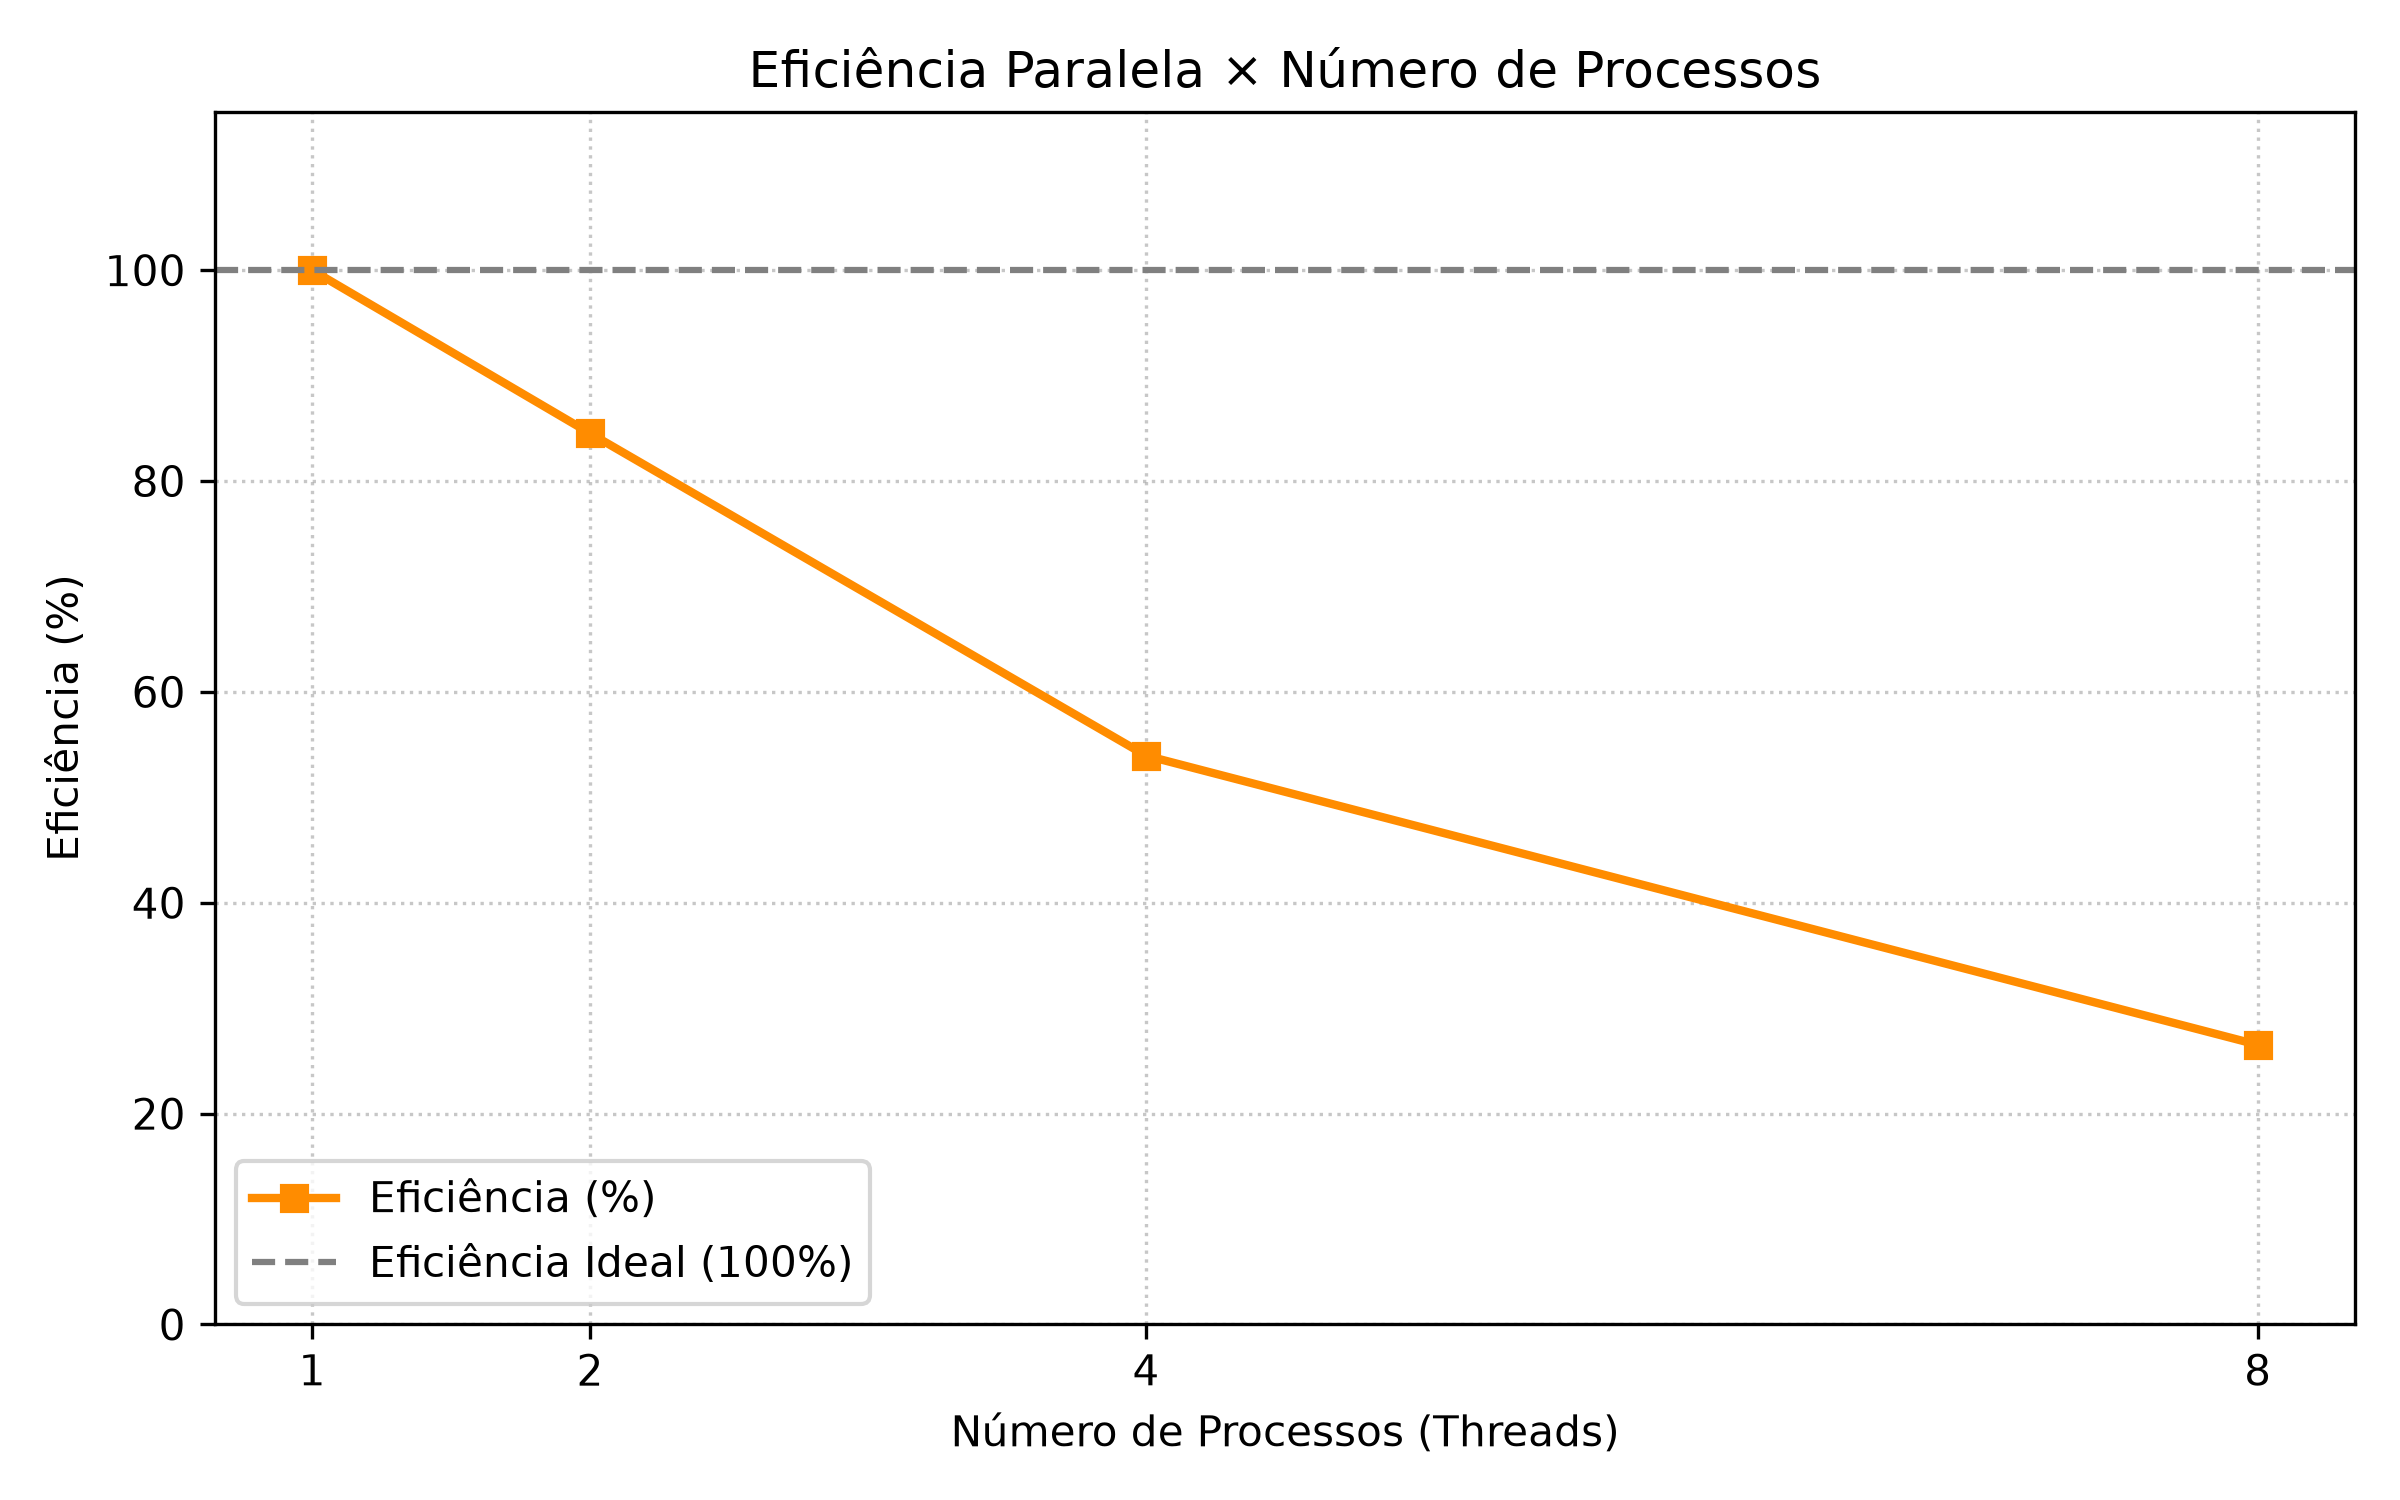 Eficiência Paralela × Número de Processos
Eficiência (%)
100
80
60
40
20
0
Eficiência (%)
Eficiência Ideal (100%)
1
2
4
8
Número de Processos (Threads)